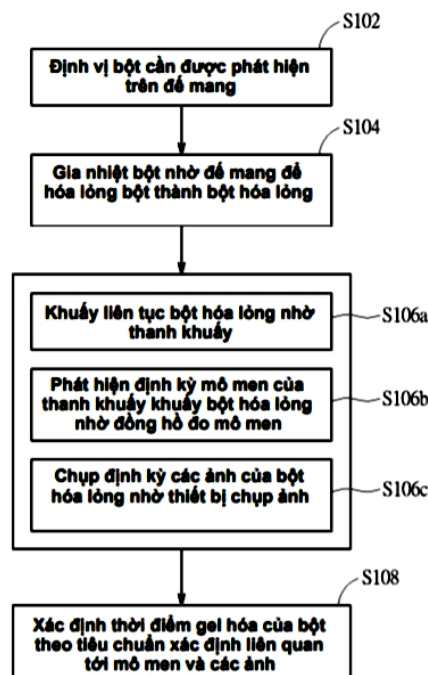 S102
Định vị bột cần được phát hiện
trên đế mang
S104
Gia nhiệt bột nhờ đế mang để
hóa lỏng bột thành bột hóa lỏng
Khuấy liên tục bột hóa lỏng nhờ
thanh khuấy
S106a
Phát hiện định kỳ mô men của
thanh khuấy khuấy bột hóa lỏng
nhờ đồng hồ đo mô men
S106b
Chụp định kỳ các ảnh của bột
hóa lỏng nhờ thiết bị chụp ảnh
S106c
S108
Xác định thời điểm gel hóa của bột
theo tiêu chuẩn xác định liên quan
tới mô men và các ảnh